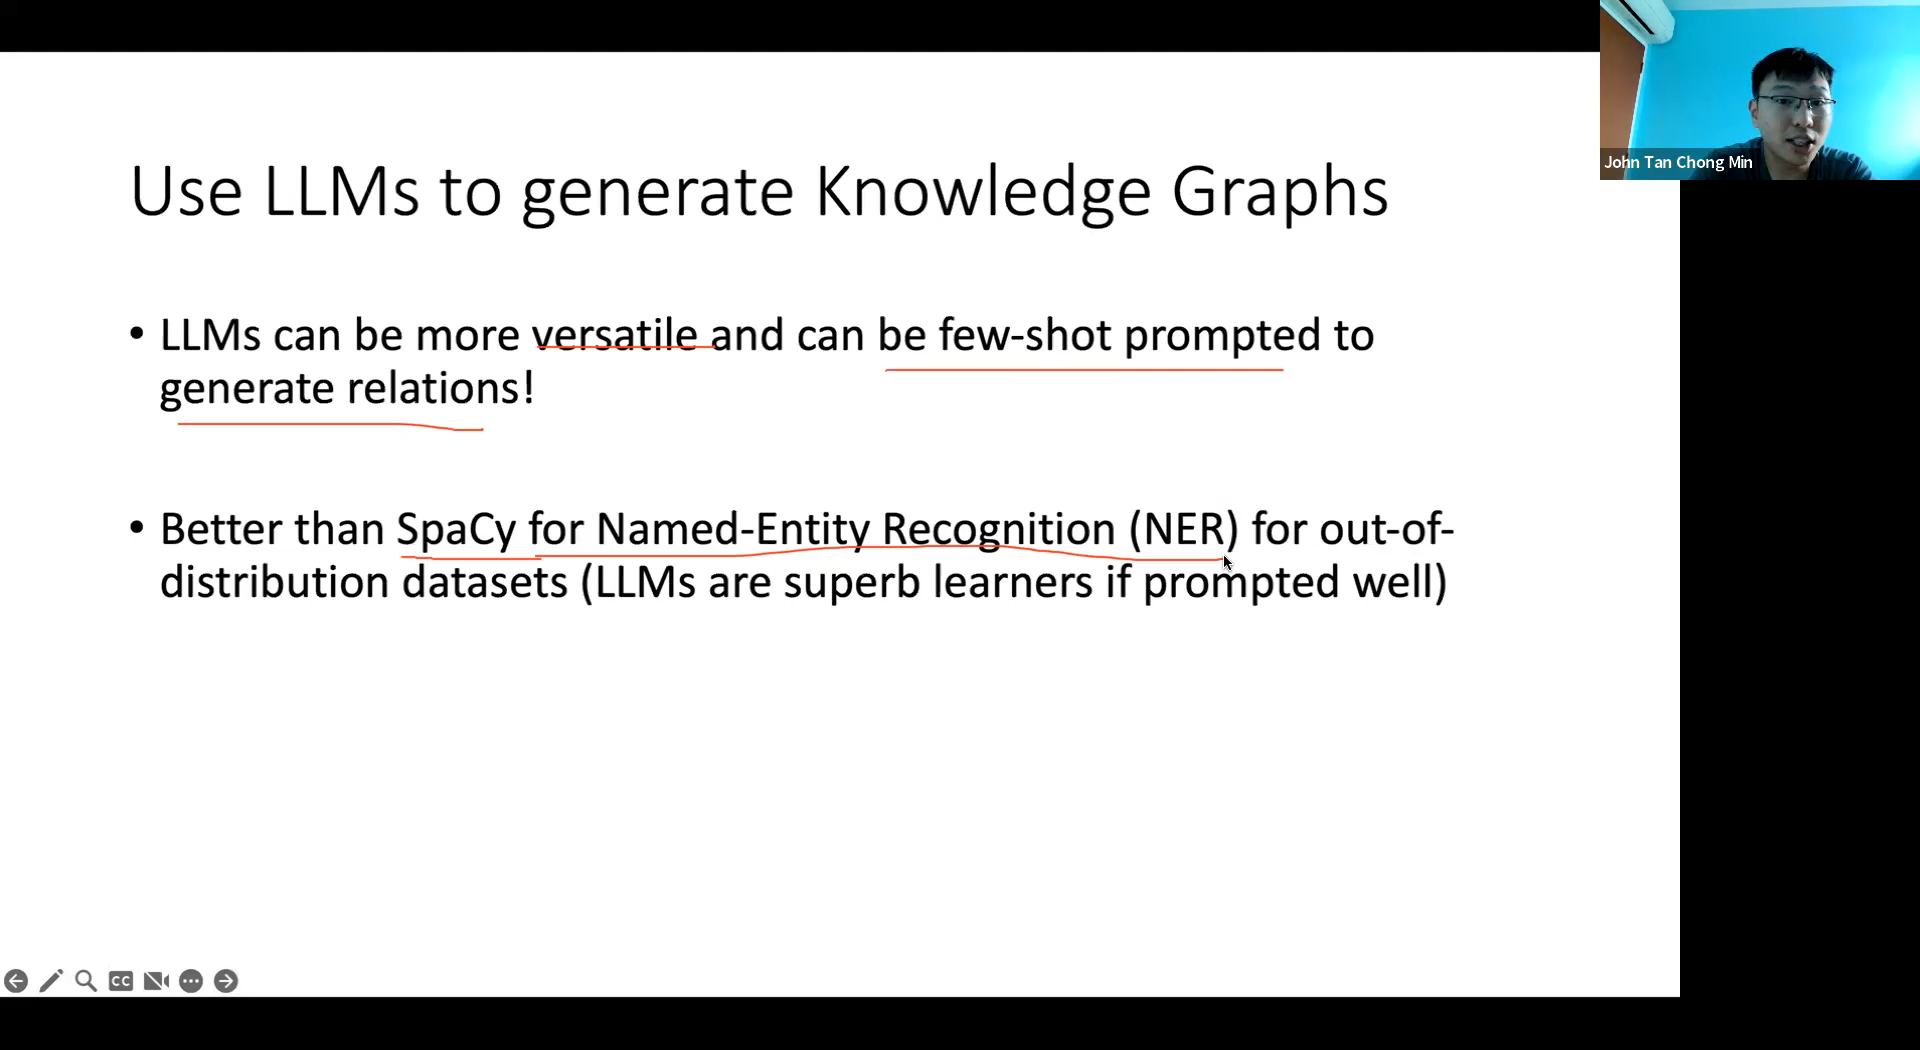 Use LLMs to generate Knowledge Graphs
• LLMs can be more versatile and can be few-shot prompted to
generate relations!
• Better than SpaCy for Named-Entity Recognition (NER) for out-of-
distribution datasets (LLMs are superb learners if prompted well)
John Tan Chong Min
CC